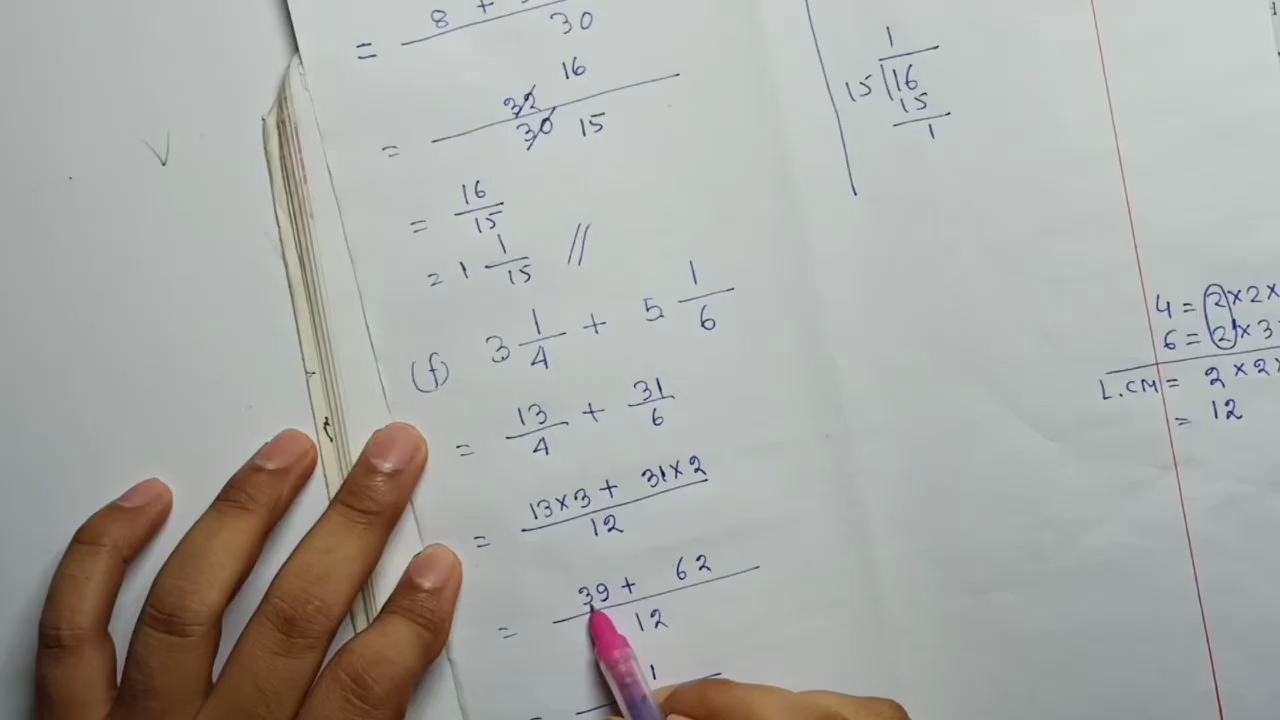 8 +
= 30
32 16
= 30 15
= 16/15
= 1 1/15 //
(f) 3 1/4 + 5 1/6
= 13/4 + 31/6
= 13×3 + 31×2
12
= 39 + 62
12
1
=
1
15 16
15
1
4 = 2×2×
6 = 2×3
L.CM = 2×2×
= 12